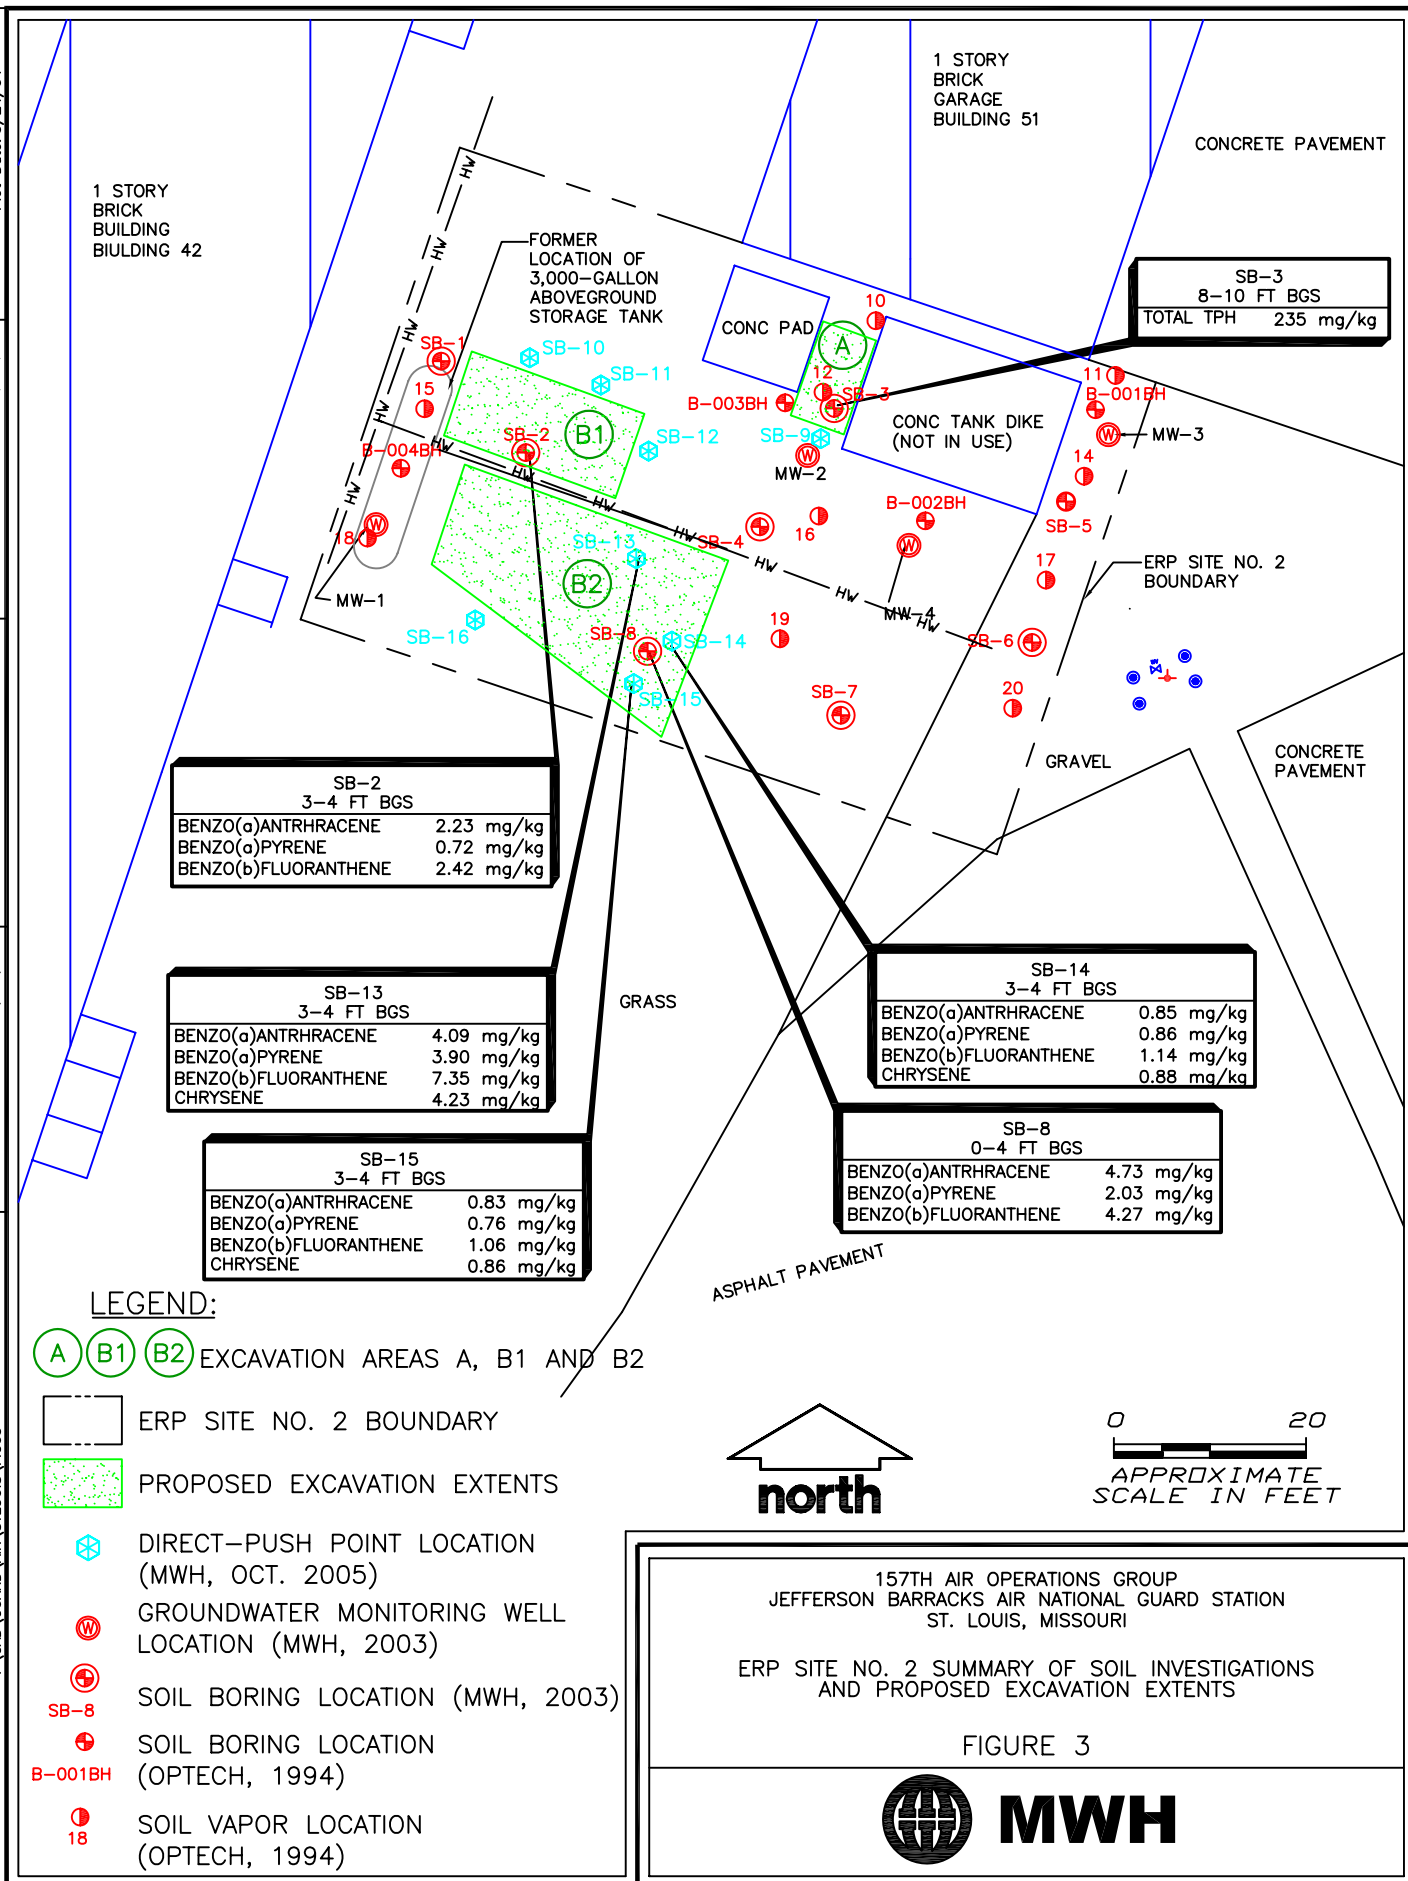 1 STORY
BRICK
GARAGE
BUILDING 51
CONCRETE PAVEMENT
1 STORY
BRICK
BUILDING
BIULDING 42
FORMER
LOCATION OF
3,000-GALLON
ABOVEGROUND
STORAGE TANK
SB-3
8-10 FT BGS
TOTAL TPH 235 mg/kg
HW
HW
HW
HW
HW
HW
HW
HW
HW
HW
HW
HW
10
CONC PAD
A
SB-1
SB-10
SB-11
15
12
SB-3
B-003BH
11
B-001BH
CONC TANK DIKE
(NOT IN USE)
MW-3
B1
SB-2
SB-12
SB-9
MW-2
B-004BH
14
SB-5
B-002BH
16
SB-4
18
SB-13
B2
MW-1
17
ERP SITE NO. 2
BOUNDARY
MW-4
SB-16
SB-8
SB-14
19
SB-6
SB-15
SB-7
20
GRAVEL
CONCRETE
PAVEMENT
SB-2
3-4 FT BGS
BENZO(a)ANTRHRACENE 2.23 mg/kg
BENZO(a)PYRENE 0.72 mg/kg
BENZO(b)FLUORANTHENE 2.42 mg/kg
SB-13
3-4 FT BGS
BENZO(a)ANTRHRACENE 4.09 mg/kg
BENZO(a)PYRENE 3.90 mg/kg
BENZO(b)FLUORANTHENE 7.35 mg/kg
CHRYSENE 4.23 mg/kg
GRASS
SB-14
3-4 FT BGS
BENZO(a)ANTRHRACENE 0.85 mg/kg
BENZO(a)PYRENE 0.86 mg/kg
BENZO(b)FLUORANTHENE 1.14 mg/kg
CHRYSENE 0.88 mg/kg
SB-15
3-4 FT BGS
BENZO(a)ANTRHRACENE 0.83 mg/kg
BENZO(a)PYRENE 0.76 mg/kg
BENZO(b)FLUORANTHENE 1.06 mg/kg
CHRYSENE 0.86 mg/kg
SB-8
0-4 FT BGS
BENZO(a)ANTRHRACENE 4.73 mg/kg
BENZO(a)PYRENE 2.03 mg/kg
BENZO(b)FLUORANTHENE 4.27 mg/kg
ASPHALT PAVEMENT
LEGEND:
A B1 B2 EXCAVATION AREAS A, B1 AND B2
ERP SITE NO. 2 BOUNDARY
PROPOSED EXCAVATION EXTENTS
DIRECT-PUSH POINT LOCATION
(MWH, OCT. 2005)
W GROUNDWATER MONITORING WELL
LOCATION (MWH, 2003)
SB-8 SOIL BORING LOCATION (MWH, 2003)
SOIL BORING LOCATION
B-001BH (OPTECH, 1994)
SOIL VAPOR LOCATION
18 (OPTECH, 1994)
north
0 20
APPROXIMATE
SCALE IN FEET
157TH AIR OPERATIONS GROUP
JEFFERSON BARRACKS AIR NATIONAL GUARD STATION
ST. LOUIS, MISSOURI
ERP SITE NO. 2 SUMMARY OF SOIL INVESTIGATIONS
AND PROPOSED EXCAVATION EXTENTS
FIGURE 3
MWH